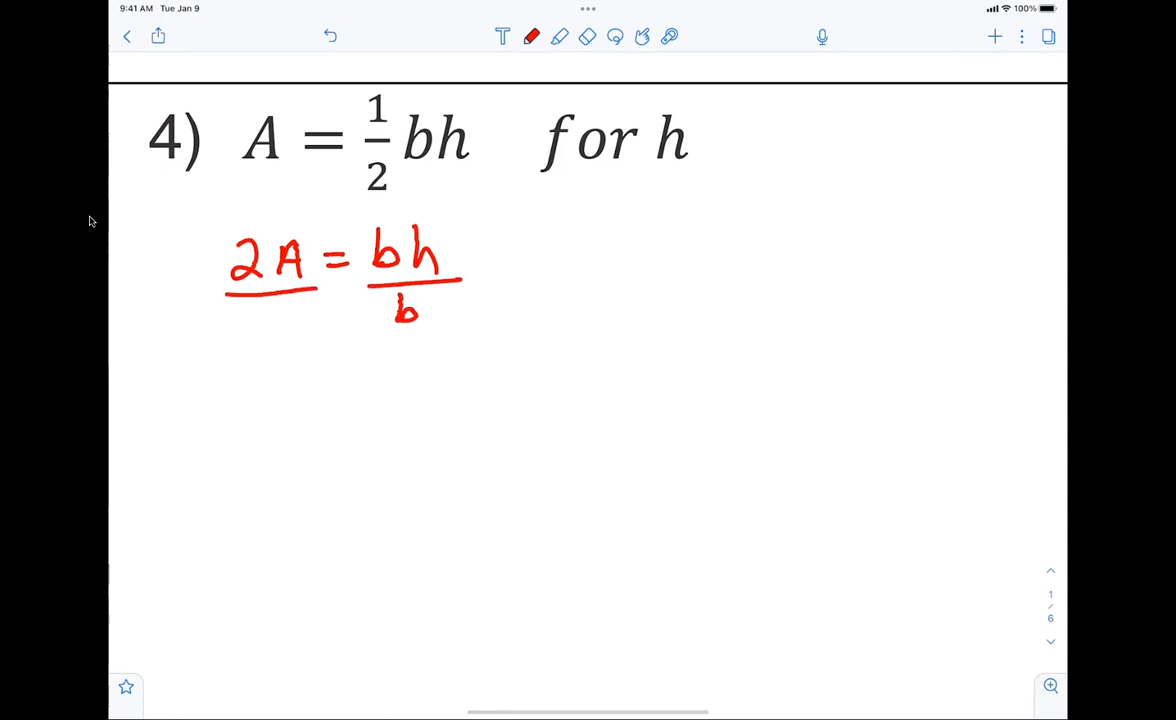 9:41 AM Tue Jan 9
100%
T
4) A = 1/2 bh for h
2A = bh
b
1
/
6